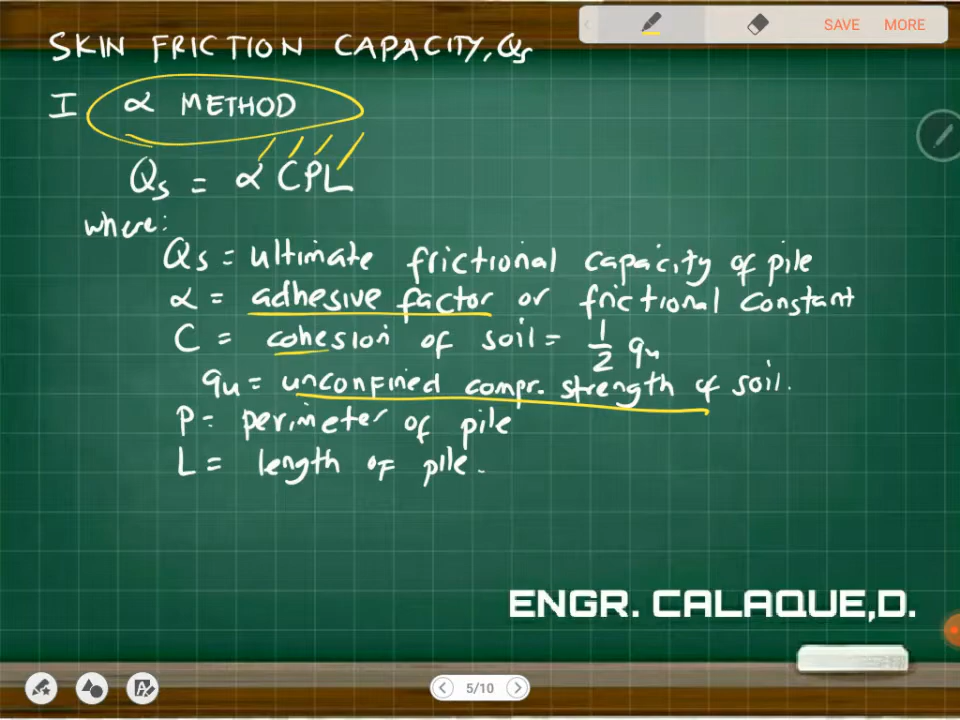 SAVE MORE
SKIN FRICTION CAPACITY, Qs
I α METHOD
Qs = α CPL
where:
Qs = ultimate frictional capacity of pile
α = adhesive factor or frictional constant
C = cohesion of soil = 1/2 qu
qu = unconfined compr. strength of soil.
P = perimeter of pile
L = length of pile.
ENGR. CALAQUE,D.
5/10